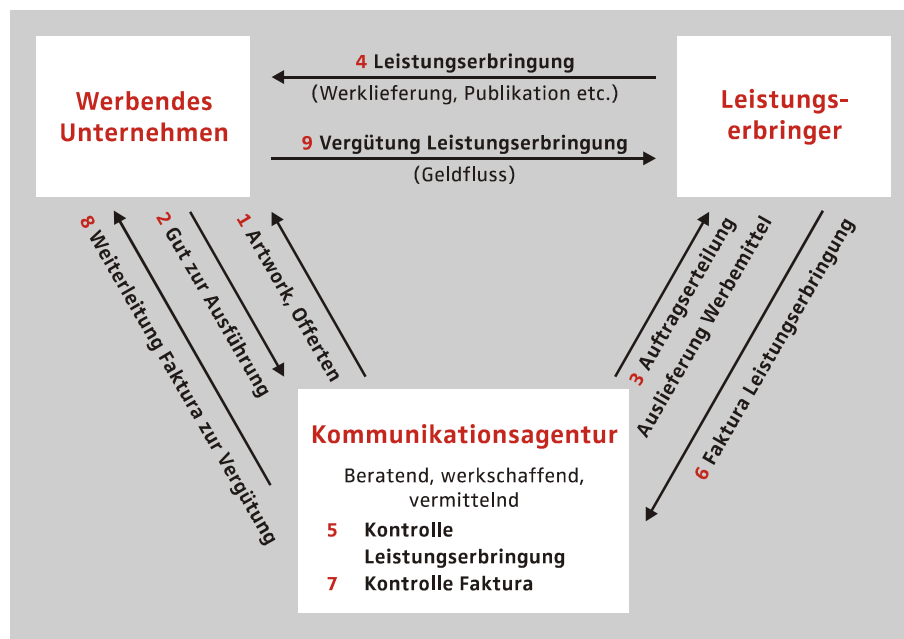 Werbendes
Unternehmen
4 Leistungserbringung
(Werklieferung, Publikation etc.)
9 Vergütung Leistungserbringung
(Geldfluss)
Leistungs-
erbringer
8 Weiterleitung Faktura zur Vergütung
2 Gut zur Ausführung
1 Artwork, Offerten
3 Auftragserteilung
Auslieferung Werbemittel
6 Faktura Leistungserbringung
Kommunikationsagentur
Beratend, werkschaffend,
vermittelnd
5 Kontrolle
Leistungserbringung
7 Kontrolle Faktura